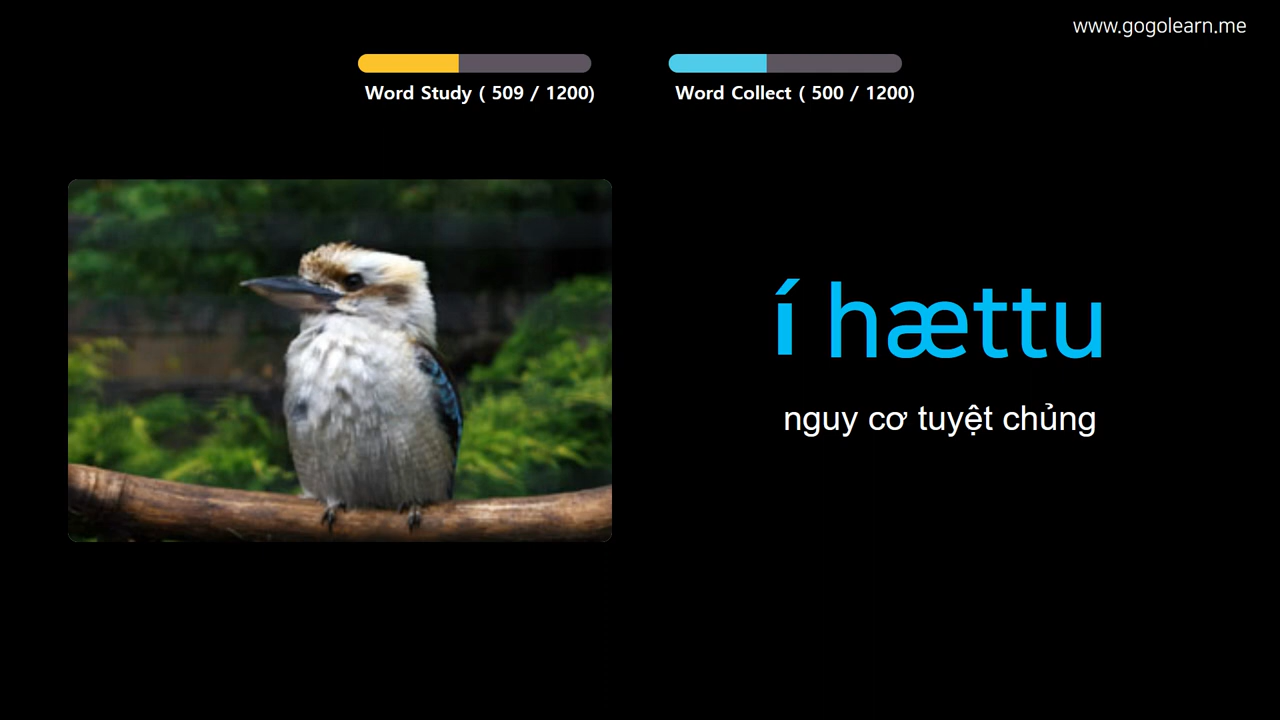 www.gogolearn.me
Word Study ( 509 / 1200)
Word Collect ( 500 / 1200)
í hættu
nguy cơ tuyệt chủng